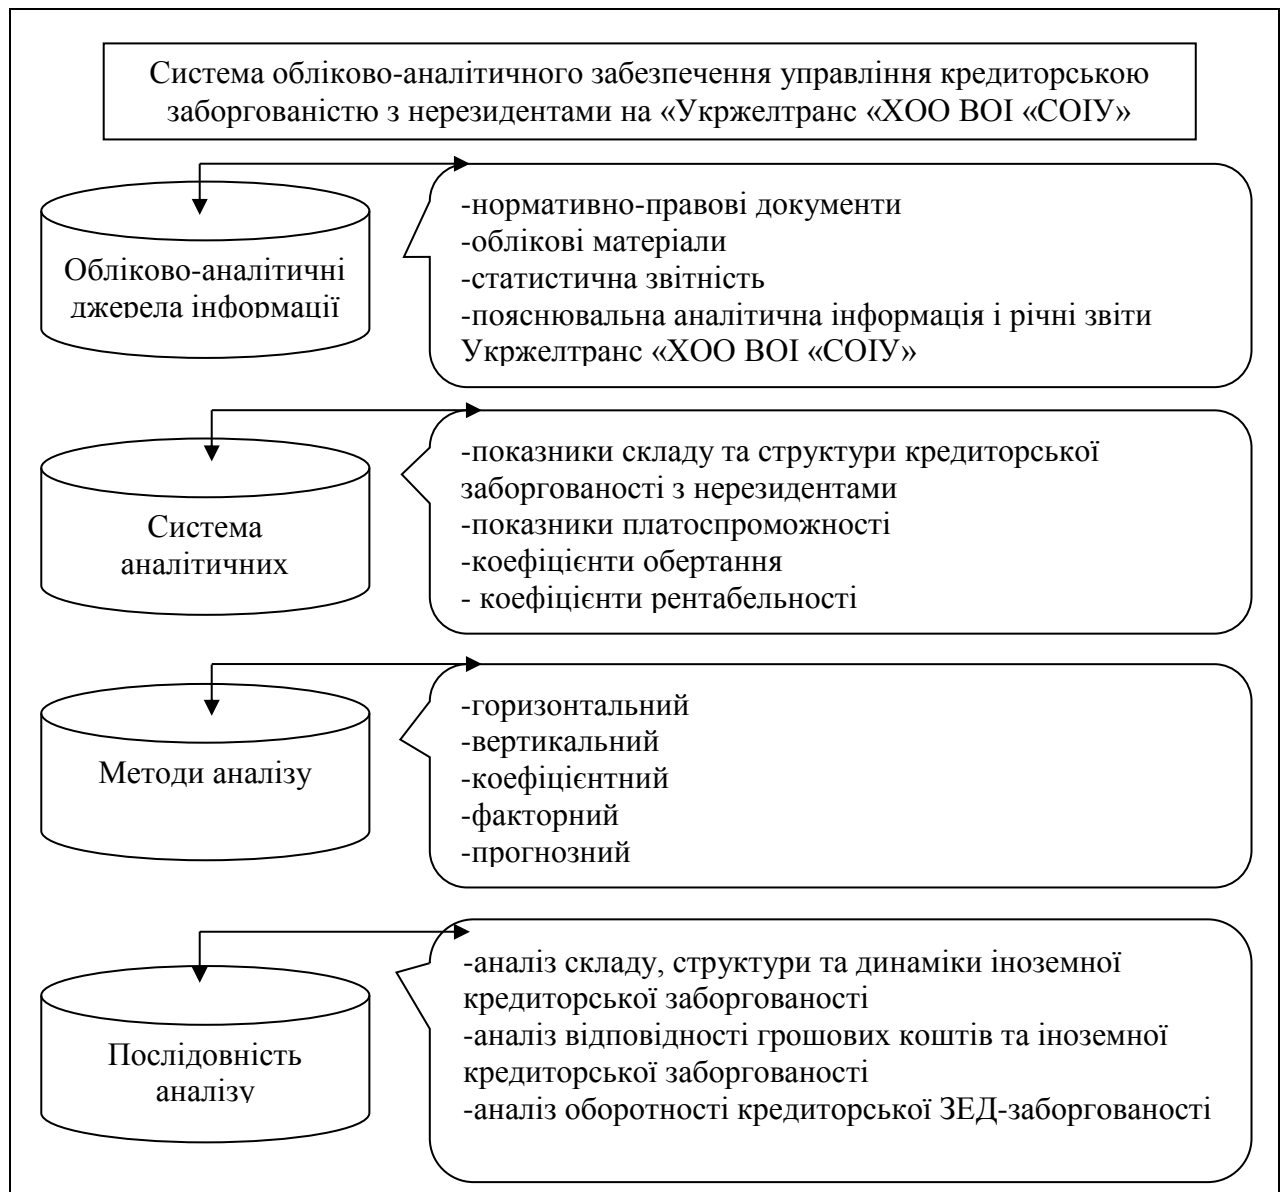 Система обліково-аналітичного забезпечення управління кредиторською
заборгованістю з нерезидентами на «Укржелтранс «ХОО ВОІ «СОІУ»
Обліково-аналітичні
джерела інформації
-нормативно-правові документи
-облікові матеріали
-статистична звітність
-пояснювальна аналітична інформація і річні звіти
Укржелтранс «ХОО ВОІ «СОІУ»
Система
аналітичних
-показники складу та структури кредиторської
заборгованості з нерезидентами
-показники платоспроможності
-коефіцієнти обертання
- коефіцієнти рентабельності
Методи аналізу
-горизонтальний
-вертикальний
-коефіцієнтний
-факторний
-прогнозний
Послідовність
аналізу
-аналіз складу, структури та динаміки іноземної
кредиторської заборгованості
-аналіз відповідності грошових коштів та іноземної
кредиторської заборгованості
-аналіз оборотності кредиторської ЗЕД-заборгованості